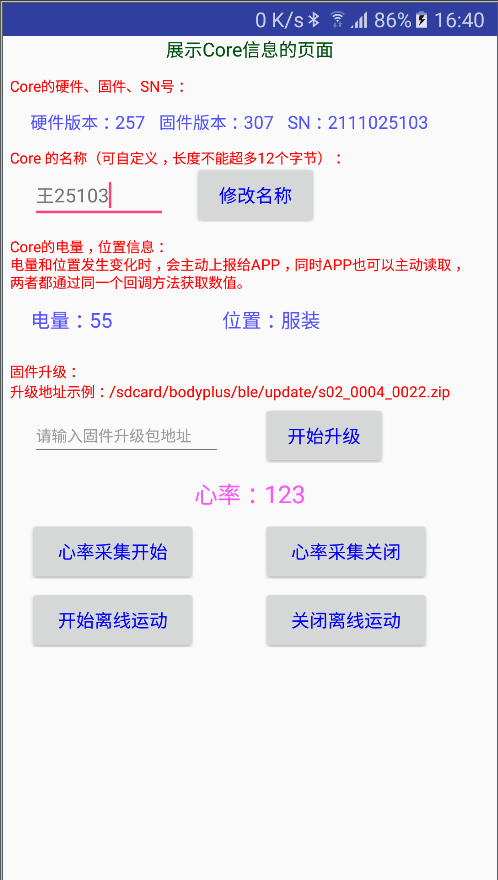 0 K/s 86% 16:40
展示Core信息的页面
Core的硬件、固件、SN号：
硬件版本：257 固件版本：307 SN：2111025103
Core 的名称（可自定义，长度不能超多12个字节）：
王25103 修改名称
Core的电量，位置信息：
电量和位置发生变化时，会主动上报给APP，同时APP也可以主动读取，
两者都通过同一个回调方法获取数值。
电量：55 位置：服装
固件升级：
升级地址示例：/sdcard/bodyplus/ble/update/s02_0004_0022.zip
请输入固件升级包地址 开始升级
心率：123
心率采集开始 心率采集关闭
开始离线运动 关闭离线运动